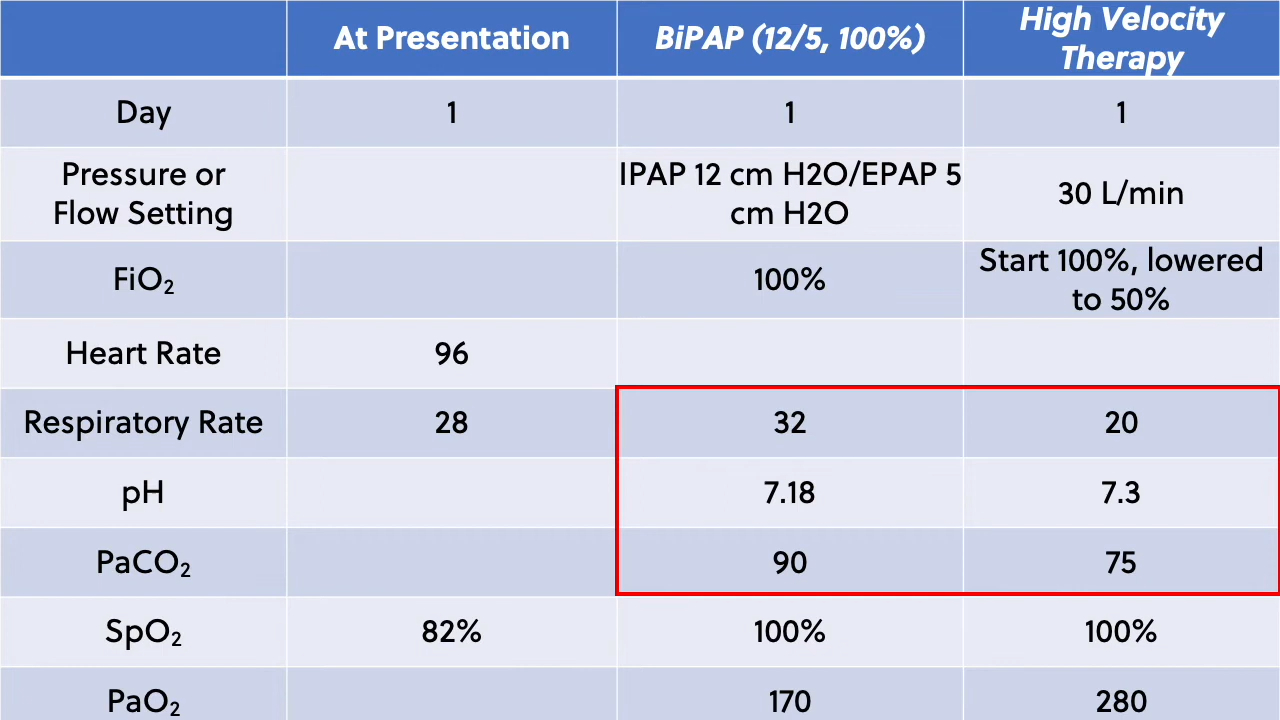 At Presentation
BiPAP (12/5, 100%)
High Velocity
Therapy
Day
1
1
1
Pressure or
Flow Setting
IPAP 12 cm H2O/EPAP 5
cm H2O
30 L/min
FiO₂
100%
Start 100%, lowered
to 50%
Heart Rate
96
Respiratory Rate
28
32
20
pH
7.18
7.3
PaCO₂
90
75
SpO₂
82%
100%
100%
PaO₂
170
280